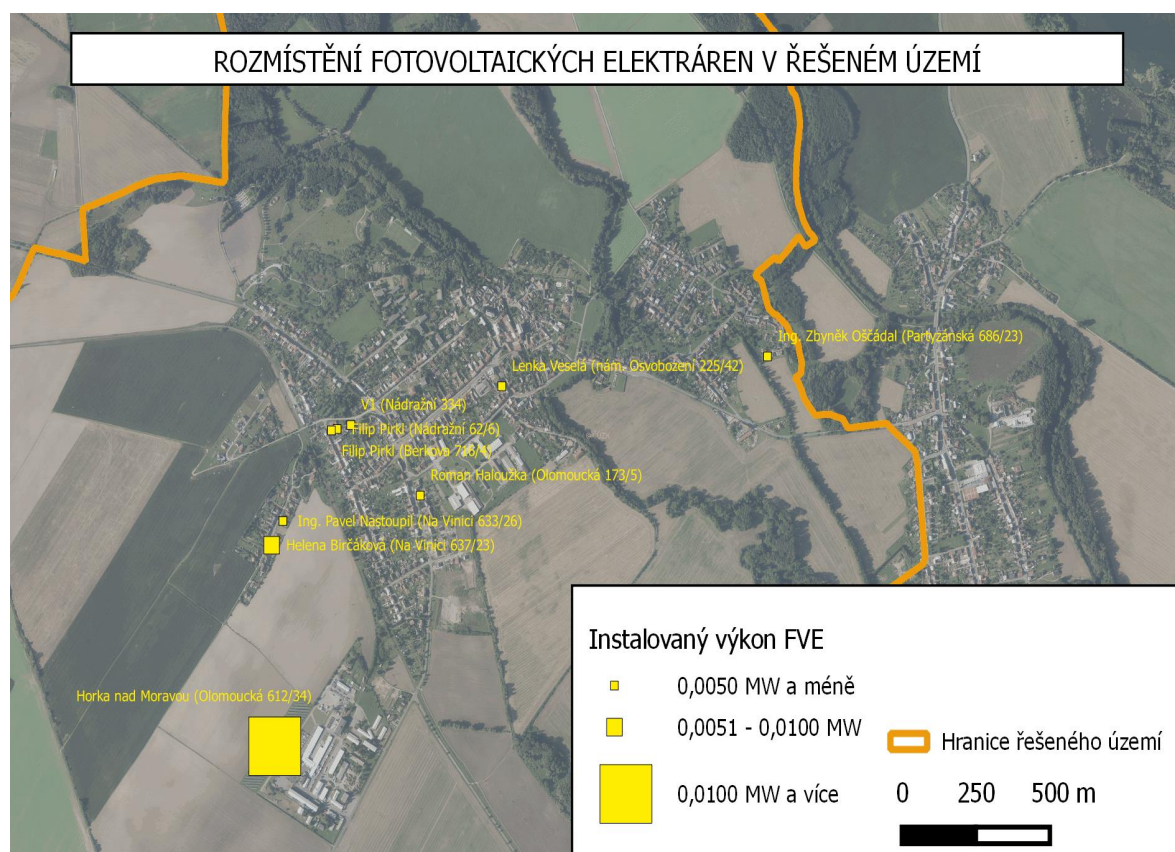 ROZMÍSTĚNÍ FOTOVOLTAICKÝCH ELEKTRÁREN V ŘEŠENÉM ÚZEMÍ
Ing. Zbyněk Oščádal (Partyzánská 686/23)
Lenka Veselá (nám. Osvobození 225/42)
V1 (Nádražní 334)
Filip Pirkl (Nádražní 62/6)
Filip Pirkl (Berkova 718/4)
Roman Haloužka (Olomoucká 173/5)
Ing. Pavel Nastoupil (Na Vinici 633/26)
Helena Birčáková (Na Vinici 637/23)
Horka nad Moravou (Olomoucká 612/34)
Instalovaný výkon FVE
0,0050 MW a méně
0,0051 - 0,0100 MW
0,0100 MW a více
Hranice řešeného území
0 250 500 m